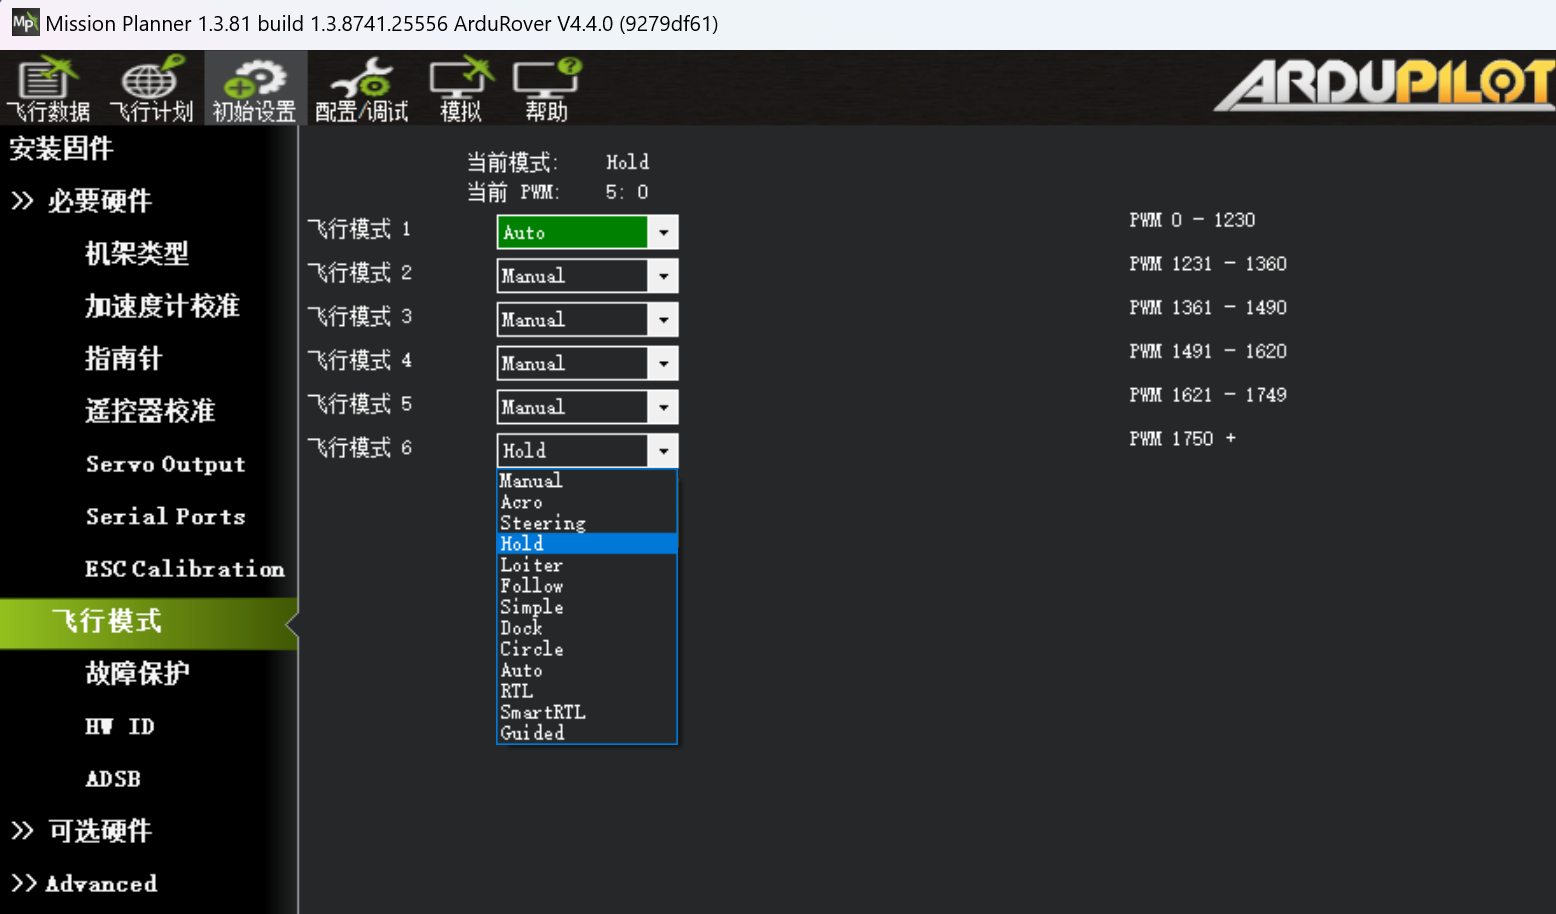 Mission Planner 1.3.81 build 1.3.8741.25556 ArduRover V4.4.0 (9279df61)
飞行数据 飞行计划 初始设置 配置/调试 模拟 帮助
ARDUPILOT
安装固件
>> 必要硬件
机架类型
加速度计校准
指南针
遥控器校准
Servo Output
Serial Ports
ESC Calibration
飞行模式
故障保护
HW ID
ADSB
>> 可选硬件
>> Advanced
当前模式: Hold
当前 PWM: 5: 0
飞行模式 1 Auto PWM 0 - 1230
飞行模式 2 Manual PWM 1231 - 1360
飞行模式 3 Manual PWM 1361 - 1490
飞行模式 4 Manual PWM 1491 - 1620
飞行模式 5 Manual PWM 1621 - 1749
飞行模式 6 Hold PWM 1750 +
Manual
Acro
Steering
Hold
Loiter
Follow
Simple
Dock
Circle
Auto
RTL
SmartRTL
Guided